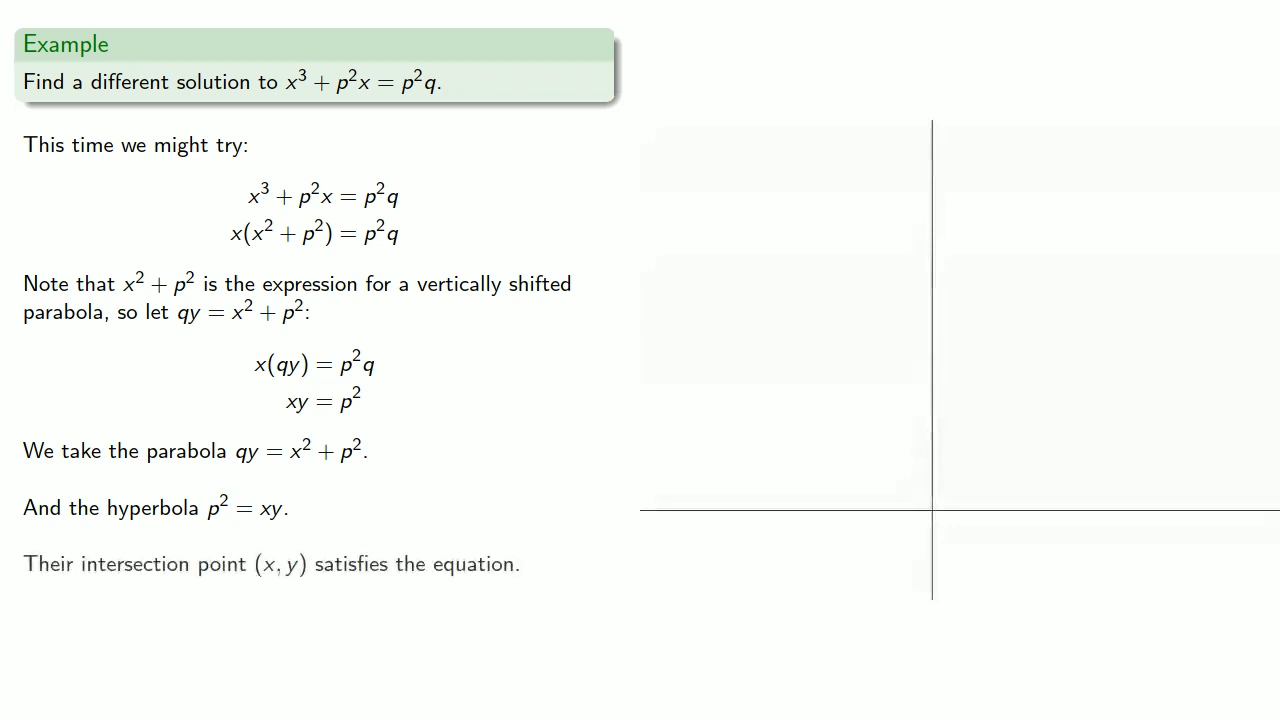 Example
Find a different solution to x³ + p²x = p²q.
This time we might try:
x³ + p²x = p²q
x(x² + p²) = p²q
Note that x² + p² is the expression for a vertically shifted
parabola, so let qy = x² + p²:
x(qy) = p²q
xy = p²
We take the parabola qy = x² + p².
And the hyperbola p² = xy.
Their intersection point (x, y) satisfies the equation.